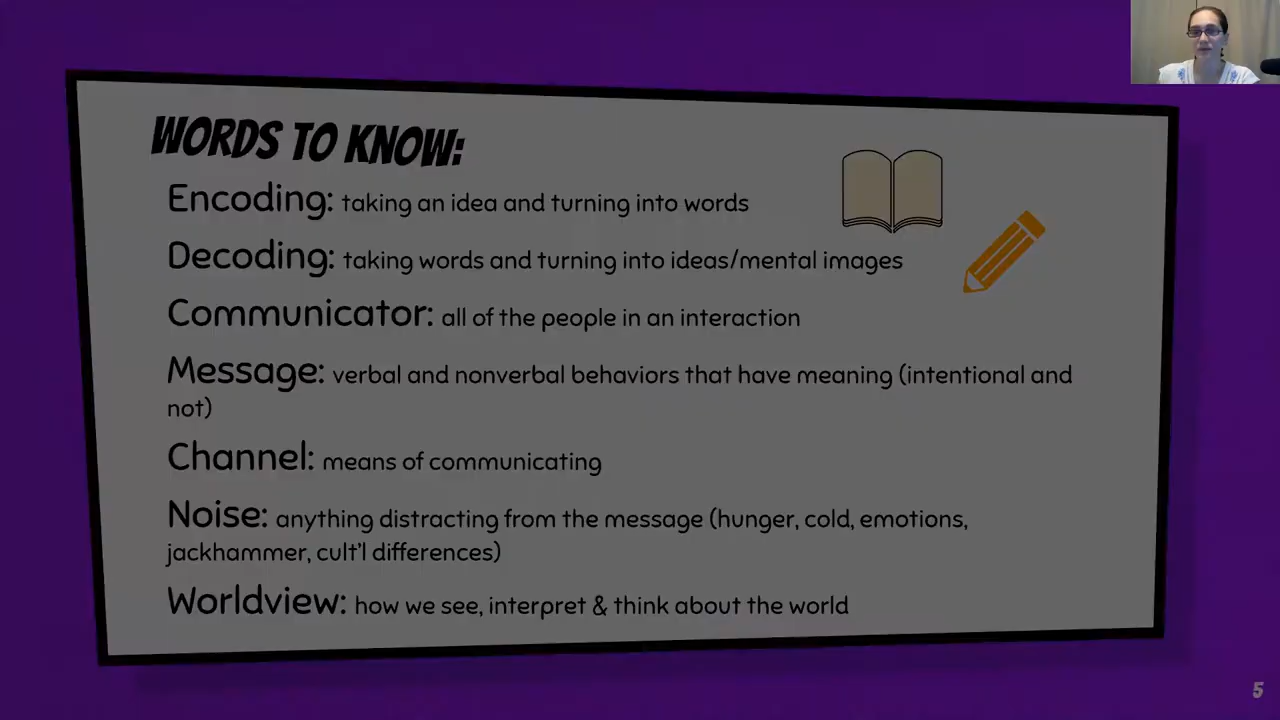 WORDS TO KNOW:
Encoding: taking an idea and turning into words
Decoding: taking words and turning into ideas/mental images
Communicator: all of the people in an interaction
Message: verbal and nonverbal behaviors that have meaning (intentional and
not)
Channel: means of communicating
Noise: anything distracting from the message (hunger, cold, emotions,
jackhammer, cult'l differences)
Worldview: how we see, interpret & think about the world
5